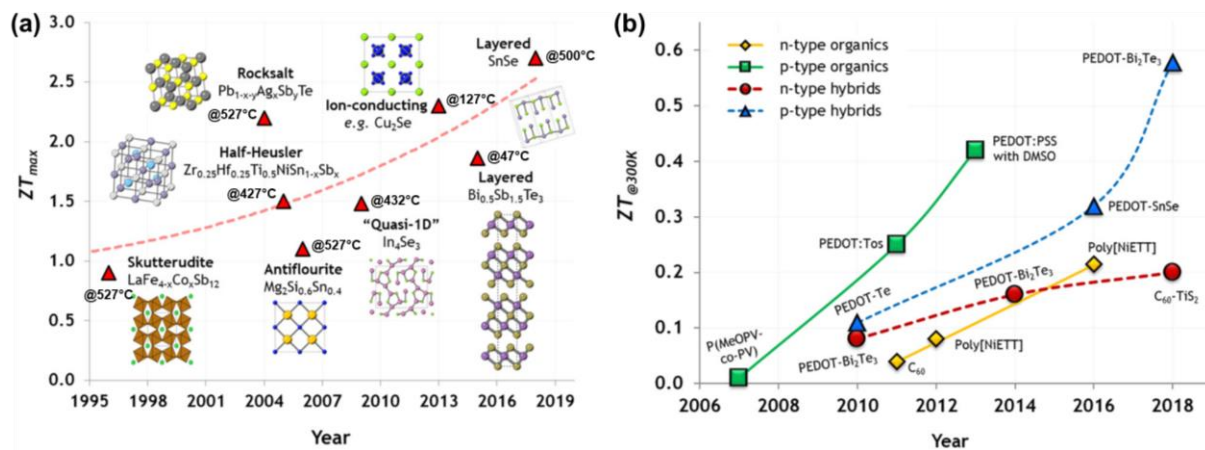 (a)
3.0
2.5
2.0
1.5
1.0
0.5
0.0
ZTmax
1995
1998
2001
2004
2007
2010
2013
2016
2019
Year
Rocksalt
Pb1-x-yAgxSbyTe
@527°C
Half-Heusler
Zr0.25Hf0.25Ti0.5NiSn1-xSbx
@427°C
Skutterudite
LaFe4-xCoxSb12
@527°C
@527°C
Antiflourite
Mg2Si0.6Sn0.4
@432°C
"Quasi-1D"
In4Se3
Ion-conducting
e.g. Cu2Se
@127°C
Layered
SnSe
@500°C
@47°C
Layered
Bi0.5Sb1.5Te3
(b)
0.6
0.5
0.4
0.3
0.2
0.1
0.0
ZT@300K
2006
2008
2010
2012
2014
2016
2018
Year
n-type organics
p-type organics
n-type hybrids
p-type hybrids
PEDOT-Bi2Te3
PEDOT:PSS
with DMSO
PEDOT-SnSe
PEDOT:Tos
Poly[NiETT]
PEDOT-Bi2Te3
PEDOT-Te
C60-TiS2
P(MeOPV-
co-PV)
PEDOT-Bi2Te3
Poly[NiETT]
C60